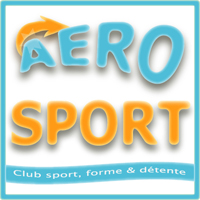 AERO
SPORT
Club sport, forme & détente